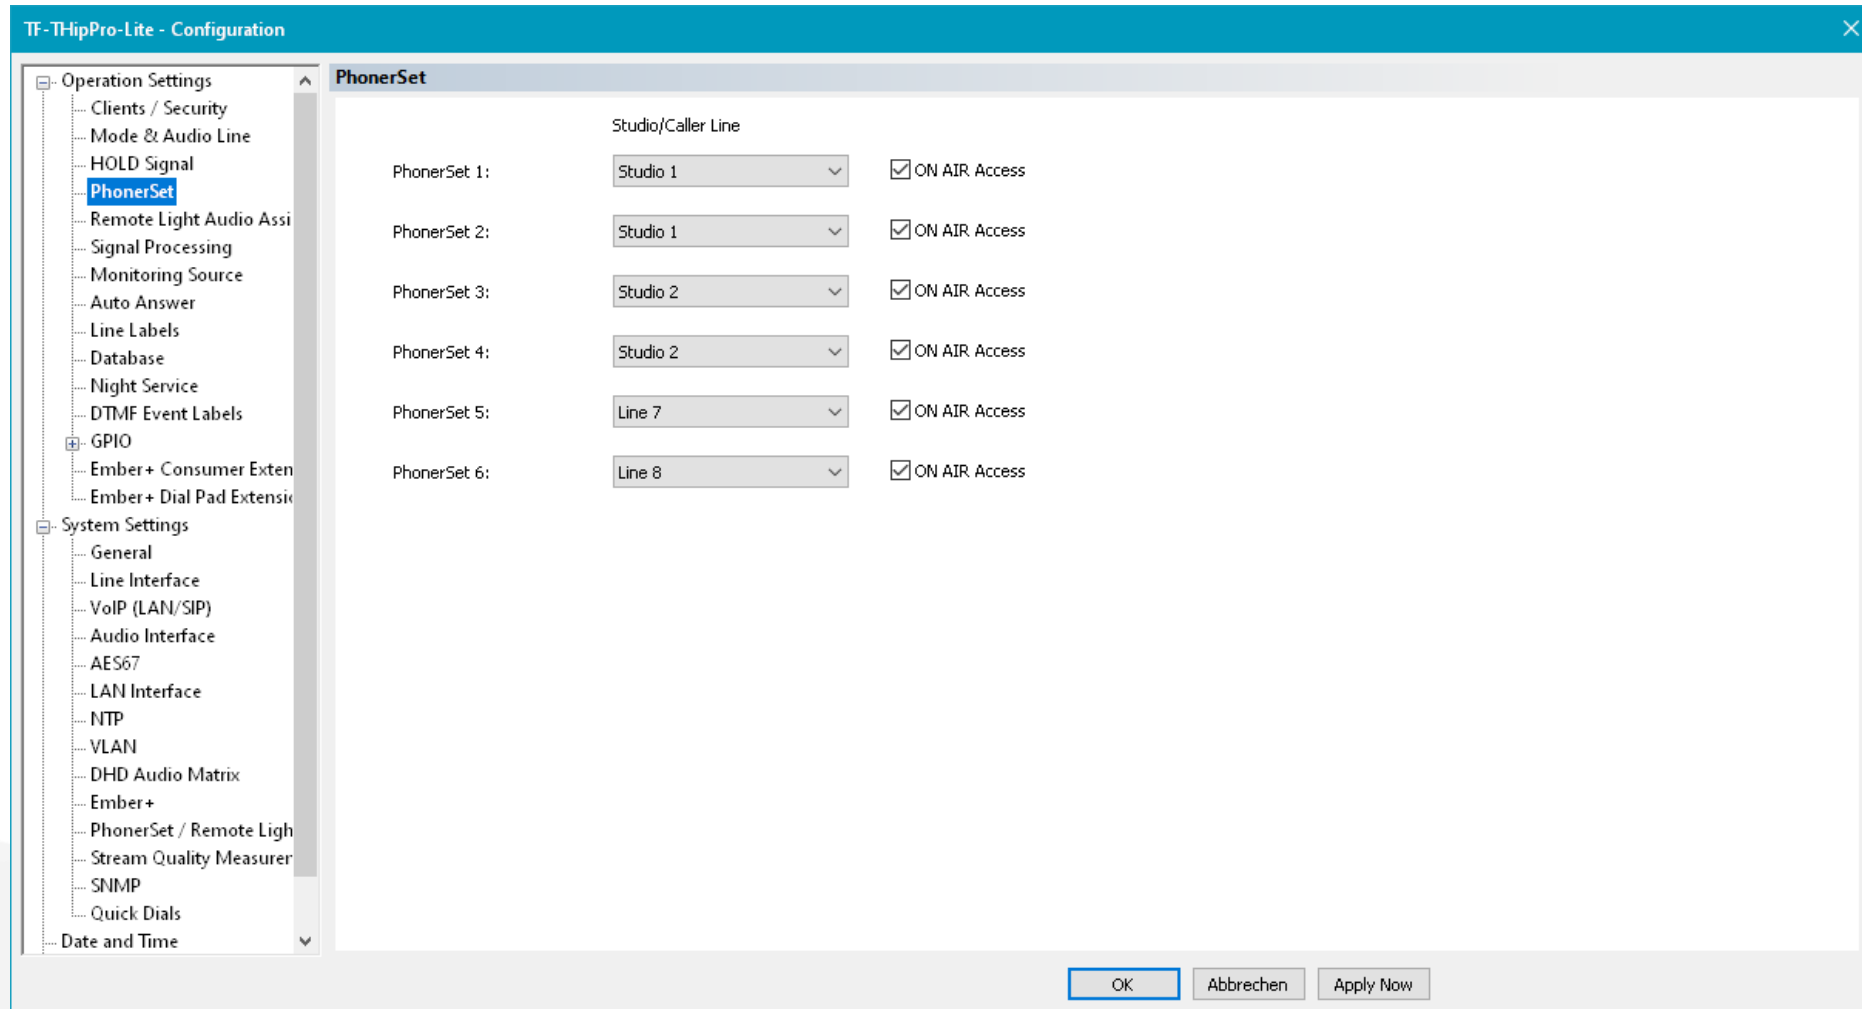 TF-THipPro-Lite - Configuration
Operation Settings
Clients / Security
Mode & Audio Line
HOLD Signal
PhonerSet
Remote Light Audio Assi
Signal Processing
Monitoring Source
Auto Answer
Line Labels
Database
Night Service
DTMF Event Labels
GPIO
Ember+ Consumer Exten
Ember+ Dial Pad Extensi
System Settings
General
Line Interface
VoIP (LAN/SIP)
Audio Interface
AES67
LAN Interface
NTP
VLAN
DHD Audio Matrix
Ember+
PhonerSet / Remote Ligh
Stream Quality Measurer
SNMP
Quick Dials
Date and Time
PhonerSet
Studio/Caller Line
PhonerSet 1: Studio 1 ON AIR Access
PhonerSet 2: Studio 1 ON AIR Access
PhonerSet 3: Studio 2 ON AIR Access
PhonerSet 4: Studio 2 ON AIR Access
PhonerSet 5: Line 7 ON AIR Access
PhonerSet 6: Line 8 ON AIR Access
OK Abbrechen Apply Now